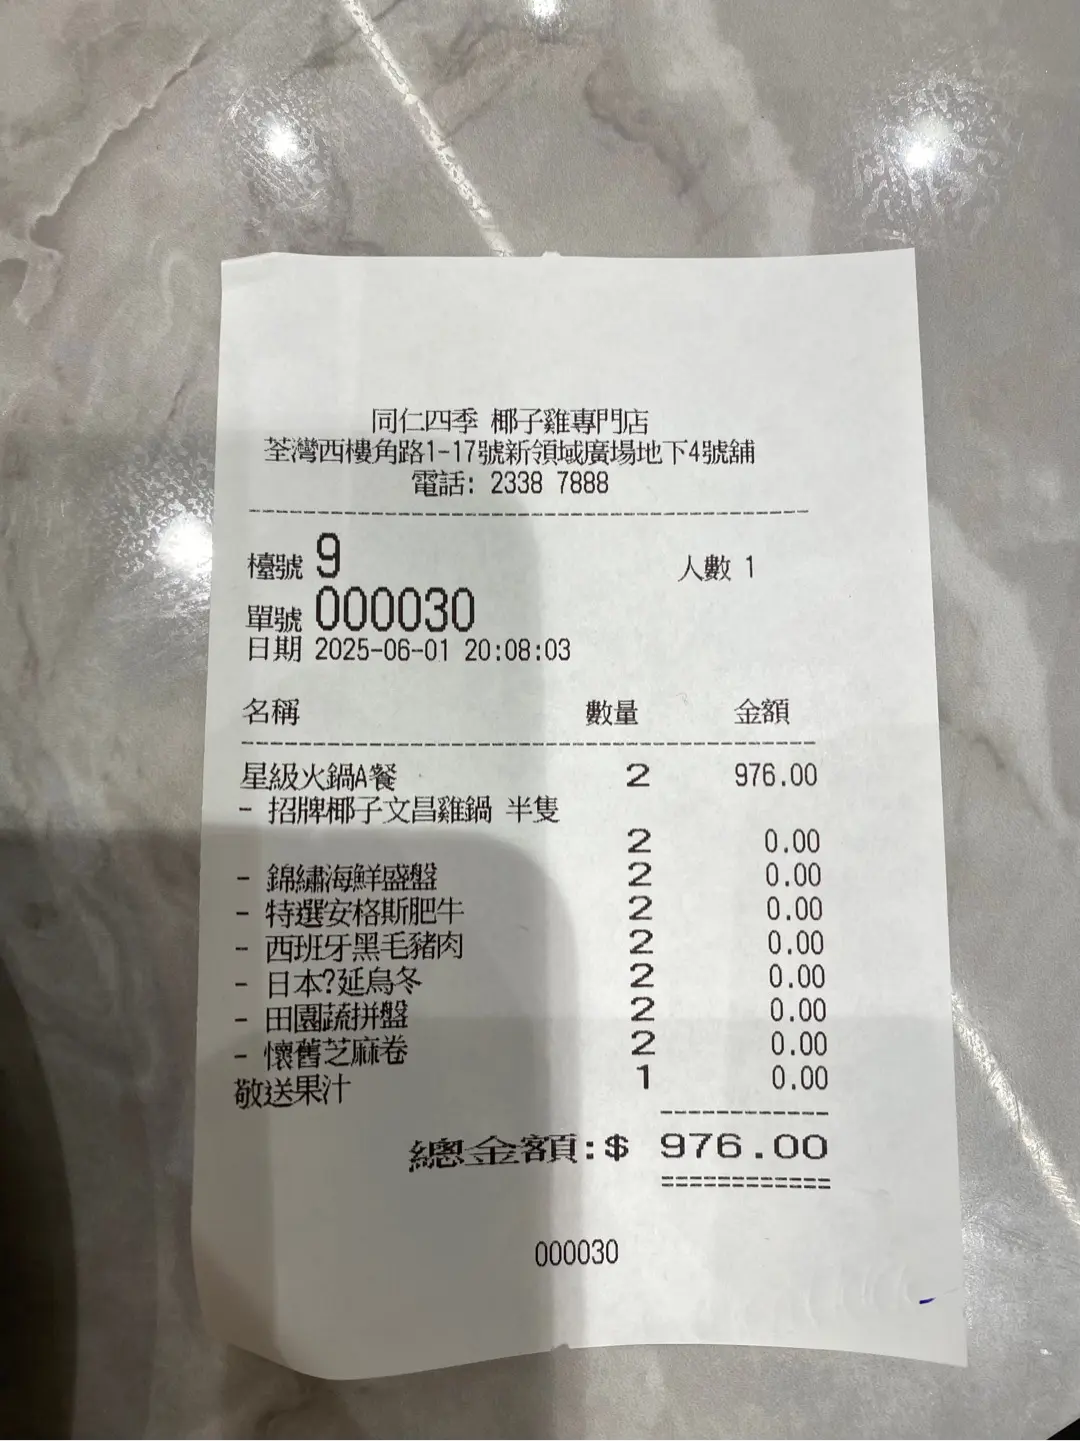 同仁四季 椰子雞專門店
荃灣西樓角路1-17號新領域廣場地下4號舖
電話: 2338 7888
檯號 9 人數 1
單號 000030
日期 2025-06-01 20:08:03
名稱 數量 金額
星級火鍋A餐 2 976.00
- 招牌椰子文昌雞鍋 半隻
2 0.00
- 錦繡海鮮盛盤 2 0.00
- 特選安格斯肥牛 2 0.00
- 西班牙黑毛豬肉 2 0.00
- 日本?延烏冬 2 0.00
- 田園蔬拼盤 2 0.00
- 懷舊芝麻卷 2 0.00
敬送果汁 1 0.00
總金額:$ 976.00
000030